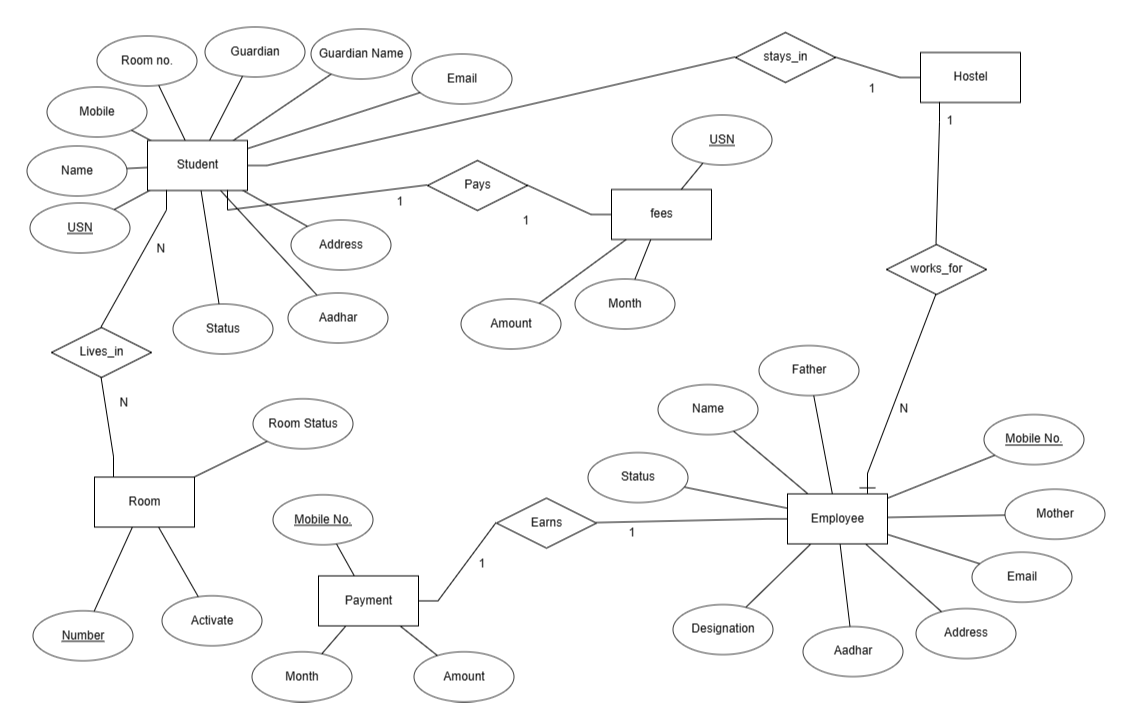 Room no.
Guardian
Guardian Name
Email
stays_in
Hostel
1
Mobile
1
Student
Name
USN
Pays
fees
USN
1
1
N
Address
Status
Aadhar
Amount
Month
works_for
Lives_in
N
Room Status
Father
Name
N
Mobile No.
Status
Room
Mobile No.
Earns
1
Employee
Mother
1
Email
Payment
Number
Activate
Designation
Aadhar
Address
Month
Amount